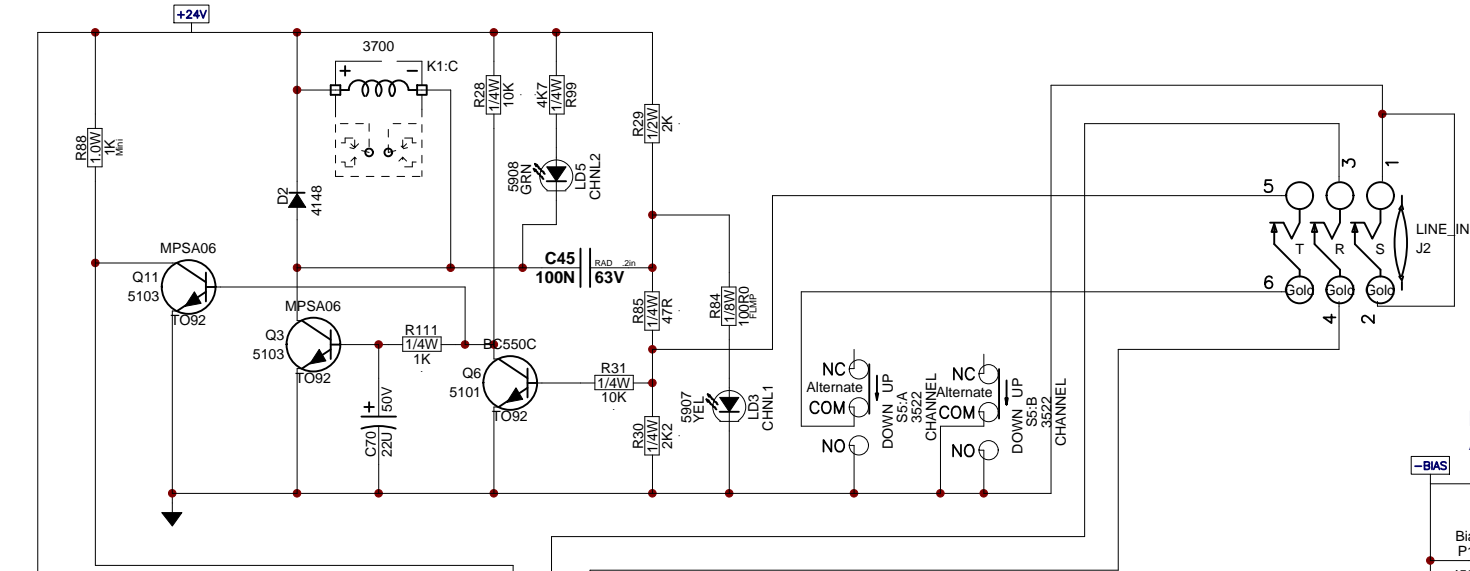 +24V
3700
K1:C
+
−
R88
1.0W
1K
Mini
R28
1/4W
10K
4K7
1/4W
R99
R29
1/2W
2K
5908
GRN
LD5
CHNL2
D2
4148
MPSA06
Q11
5103
TO92
MPSA06
Q3
5103
TO92
C45
100N
RAD .2in
63V
R85
1/4W
47R
R84
1/8W
100R0
FLMP
R111
1/4W
1K
BC550C
Q6
5101
TO92
R31
1/4W
10K
+
50V
C70
22U
R30
1/4W
2K2
5907
YEL
LD3
CHNL1
NC
Alternate
COM
NO
DOWN UP
S5:A
3522
CHANNEL
NC
Alternate
COM
NO
DOWN UP
S5:B
3522
CHANNEL
5
3
1
T
R
S
LINE_IN
J2
6
Gold
Gold
Gold
4
2
-BIAS